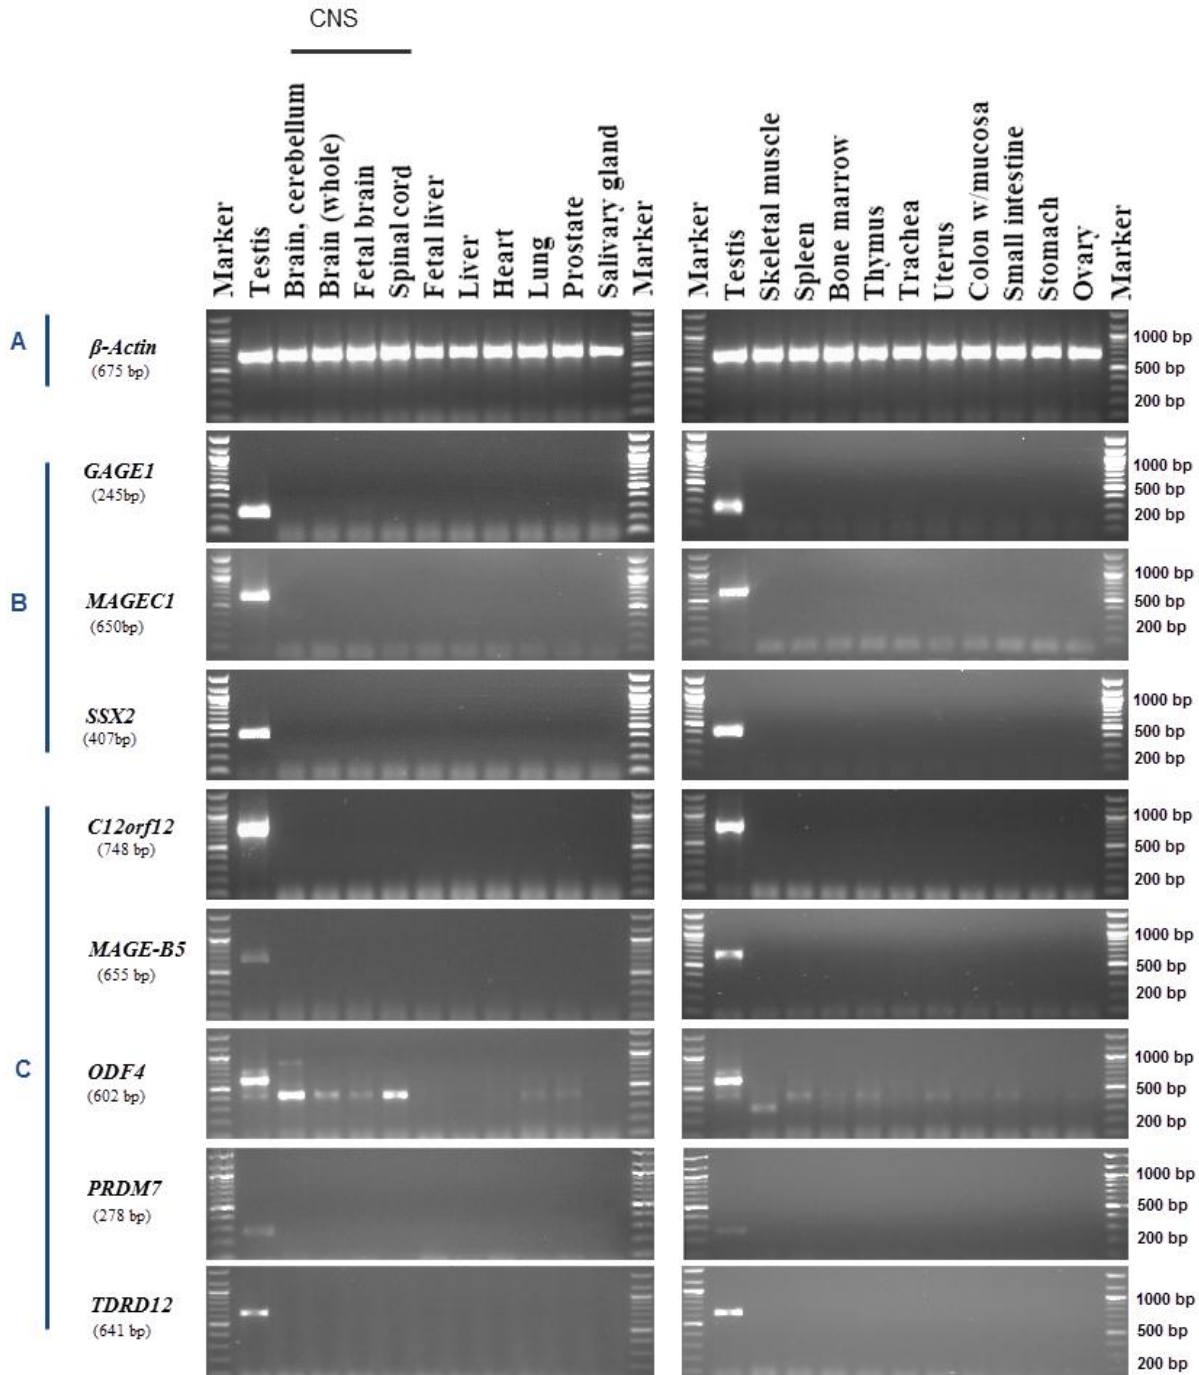 CNS
Marker
Testis
Brain, cerebellum
Brain (whole)
Fetal brain
Spinal cord
Fetal liver
Liver
Heart
Lung
Prostate
Salivary gland
Marker
Marker
Testis
Skeletal muscle
Spleen
Bone marrow
Thymus
Trachea
Uterus
Colon w/mucosa
Small intestine
Stomach
Ovary
Marker
A
β-Actin
(675 bp)
1000 bp
500 bp
200 bp
B
GAGE1
(245bp)
1000 bp
500 bp
200 bp
MAGEC1
(650bp)
1000 bp
500 bp
200 bp
SSX2
(407bp)
1000 bp
500 bp
200 bp
C
C12orf12
(748 bp)
1000 bp
500 bp
200 bp
MAGE-B5
(655 bp)
1000 bp
500 bp
200 bp
ODF4
(602 bp)
1000 bp
500 bp
200 bp
PRDM7
(278 bp)
1000 bp
500 bp
200 bp
TDRD12
(641 bp)
1000 bp
500 bp
200 bp